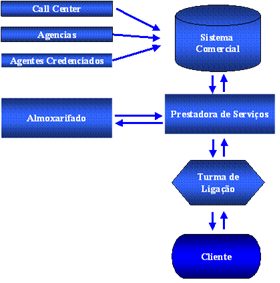 Call Center
Agencias
Agentes Credenciados
Sistema
Comercial
Almoxarifado
Prestadora de Serviços
Turma de
Ligação
Cliente